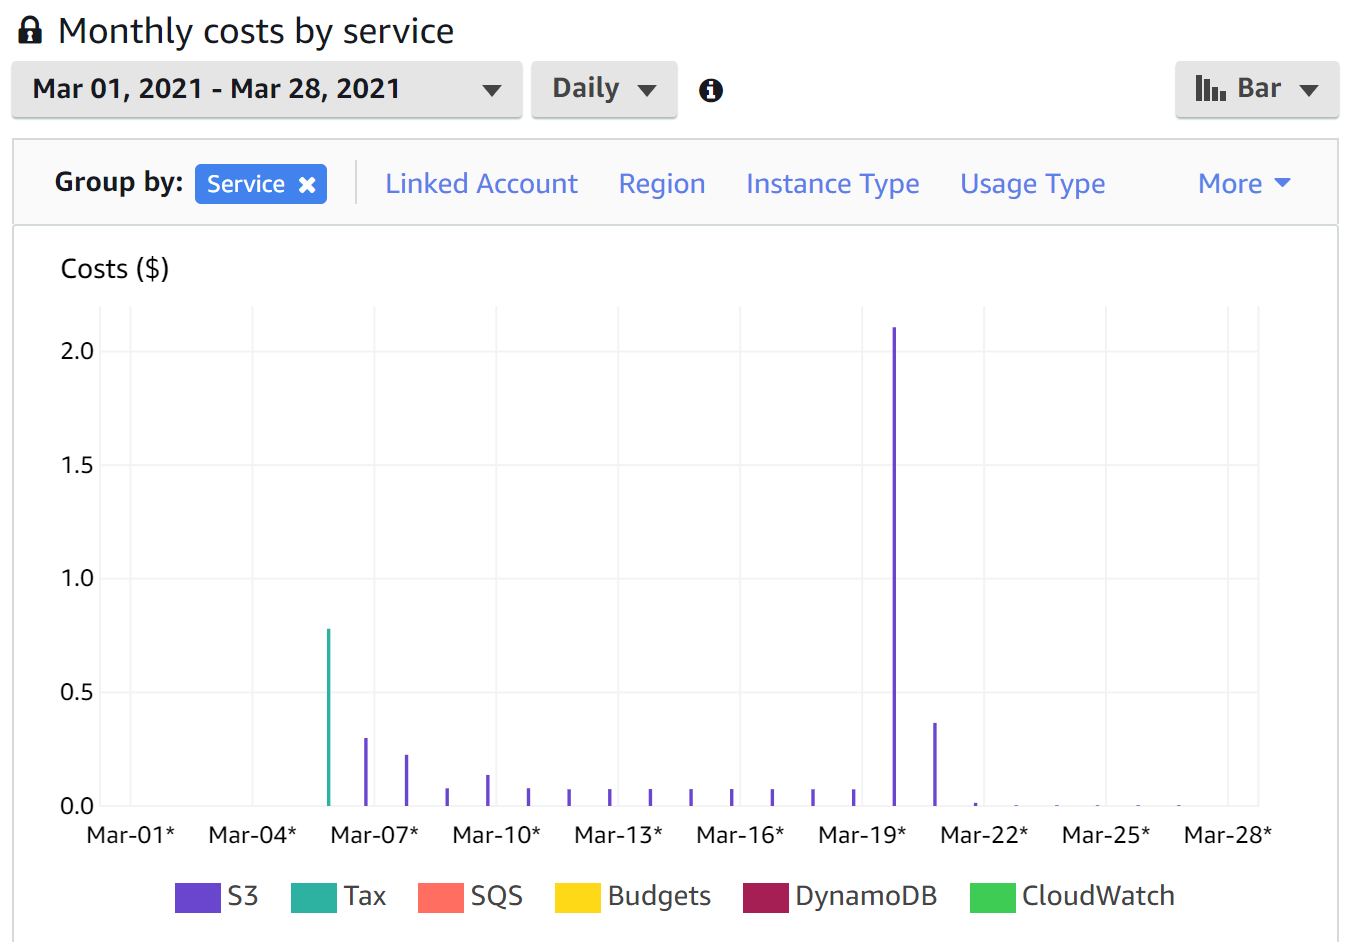 Monthly costs by service
Mar 01, 2021 - Mar 28, 2021 Daily Bar
Group by: Service Linked Account Region Instance Type Usage Type More
Costs ($)
2.0
1.5
1.0
0.5
0.0
Mar-01* Mar-04* Mar-07* Mar-10* Mar-13* Mar-16* Mar-19* Mar-22* Mar-25* Mar-28*
S3 Tax SQS Budgets DynamoDB CloudWatch